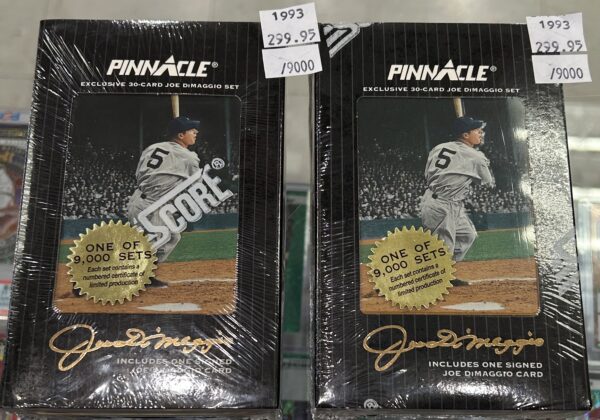 1993
299.95
/9000
PINNACLE®
EXCLUSIVE 30-CARD JOE DiMAGGIO SET
5
SCORE®
ONE OF
9,000 SETS
Each set contains a
numbered certificate of
limited production
Joe DiMaggio
INCLUDES ONE SIGNED
JOE DiMAGGIO CARD
1993
299.95
/9000
PINNACLE®
EXCLUSIVE 30-CARD JOE DiMAGGIO SET
5
ONE OF
9,000 SETS
Each set contains a
numbered certificate of
limited production
Joe DiMaggio
INCLUDES ONE SIGNED
JOE DiMAGGIO CARD